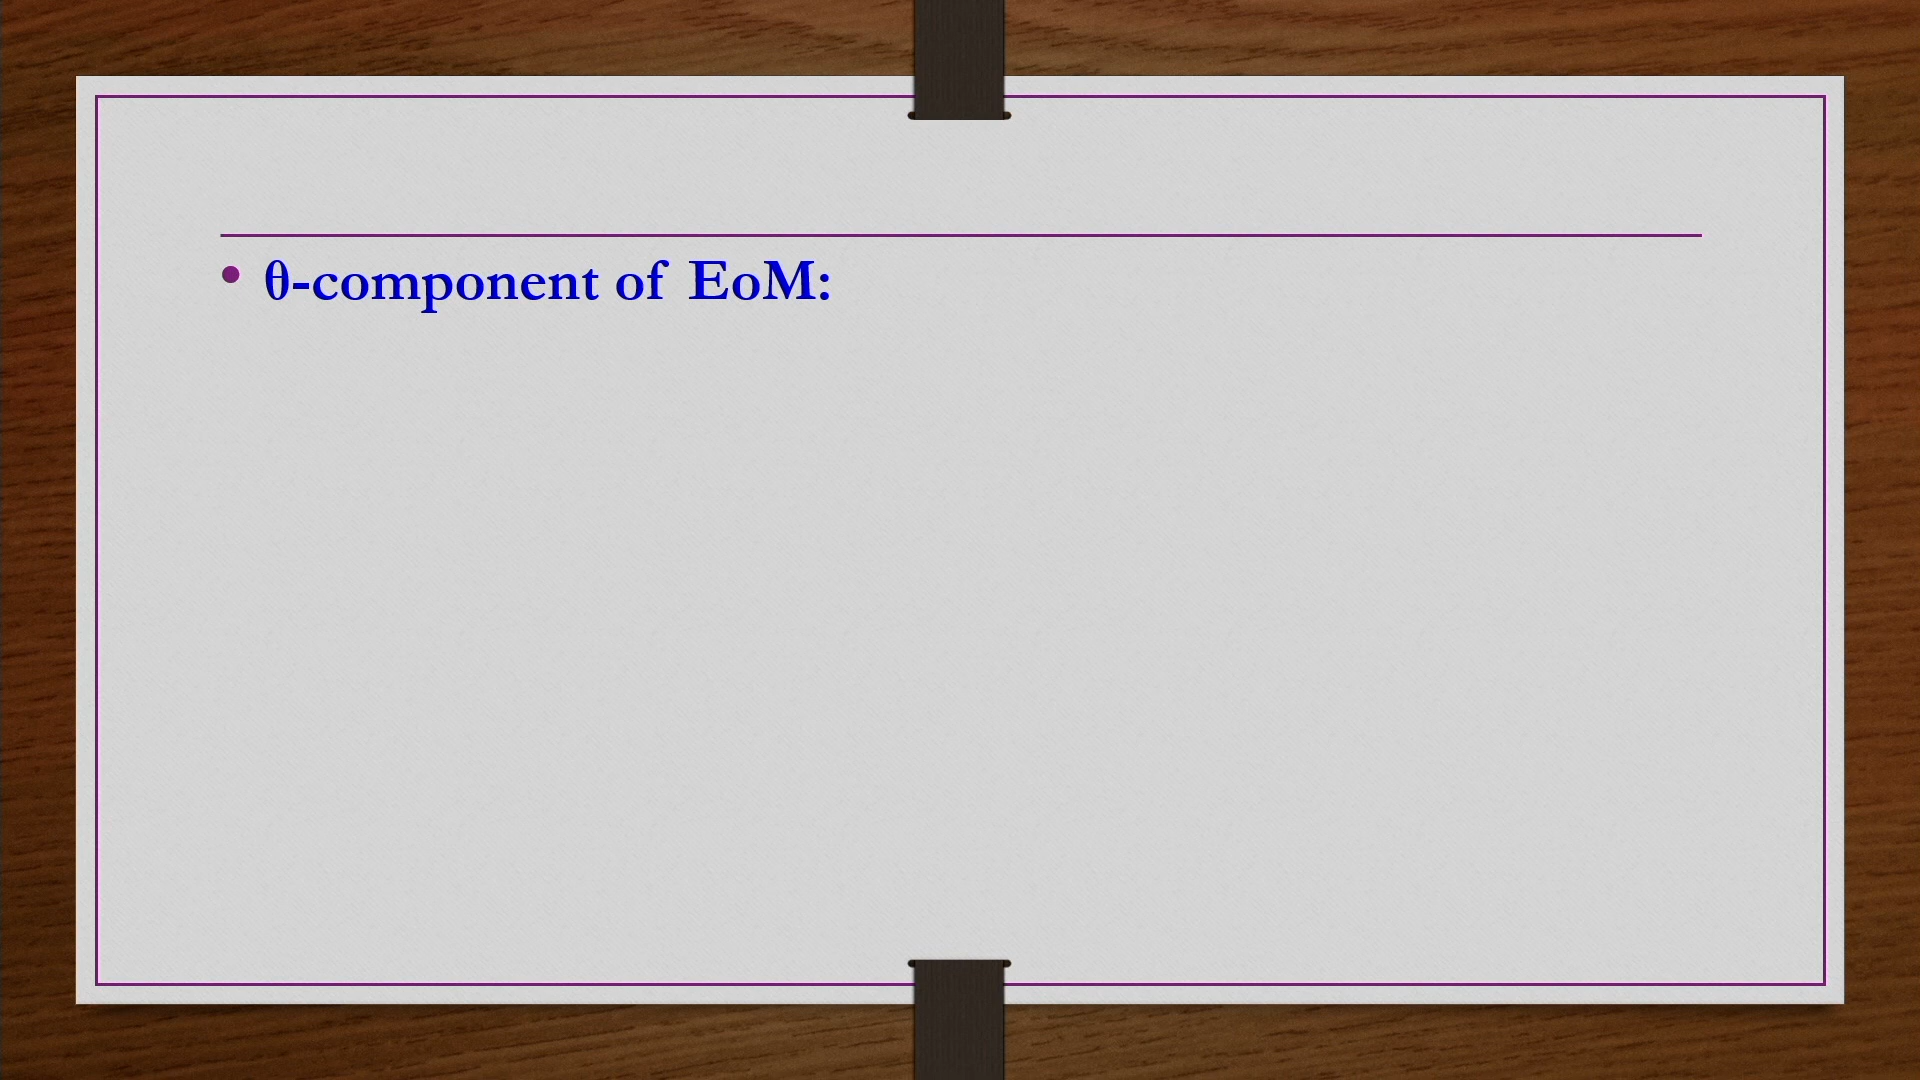 • θ-component of EoM: